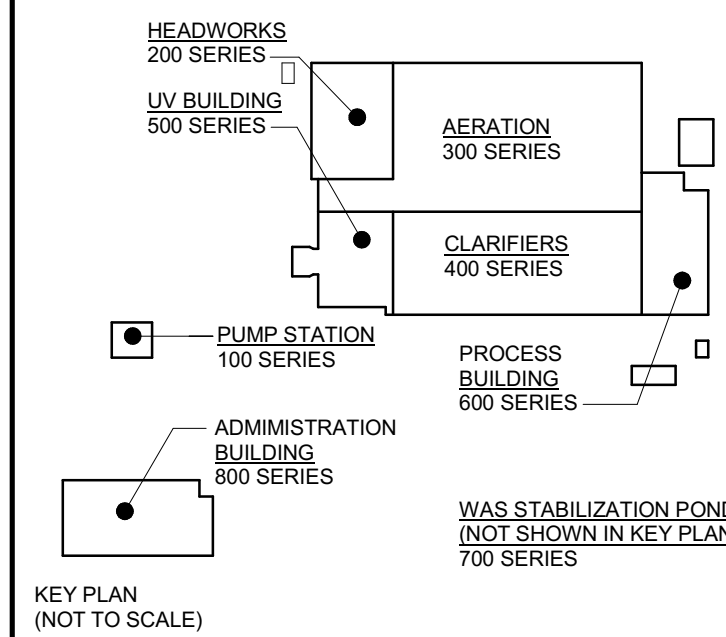 HEADWORKS
200 SERIES
UV BUILDING
500 SERIES
AERATION
300 SERIES
CLARIFIERS
400 SERIES
PUMP STATION
100 SERIES
PROCESS
BUILDING
600 SERIES
ADMIMISTRATION
BUILDING
800 SERIES
WAS STABILIZATION POND
(NOT SHOWN IN KEY PLAN
700 SERIES
KEY PLAN
(NOT TO SCALE)